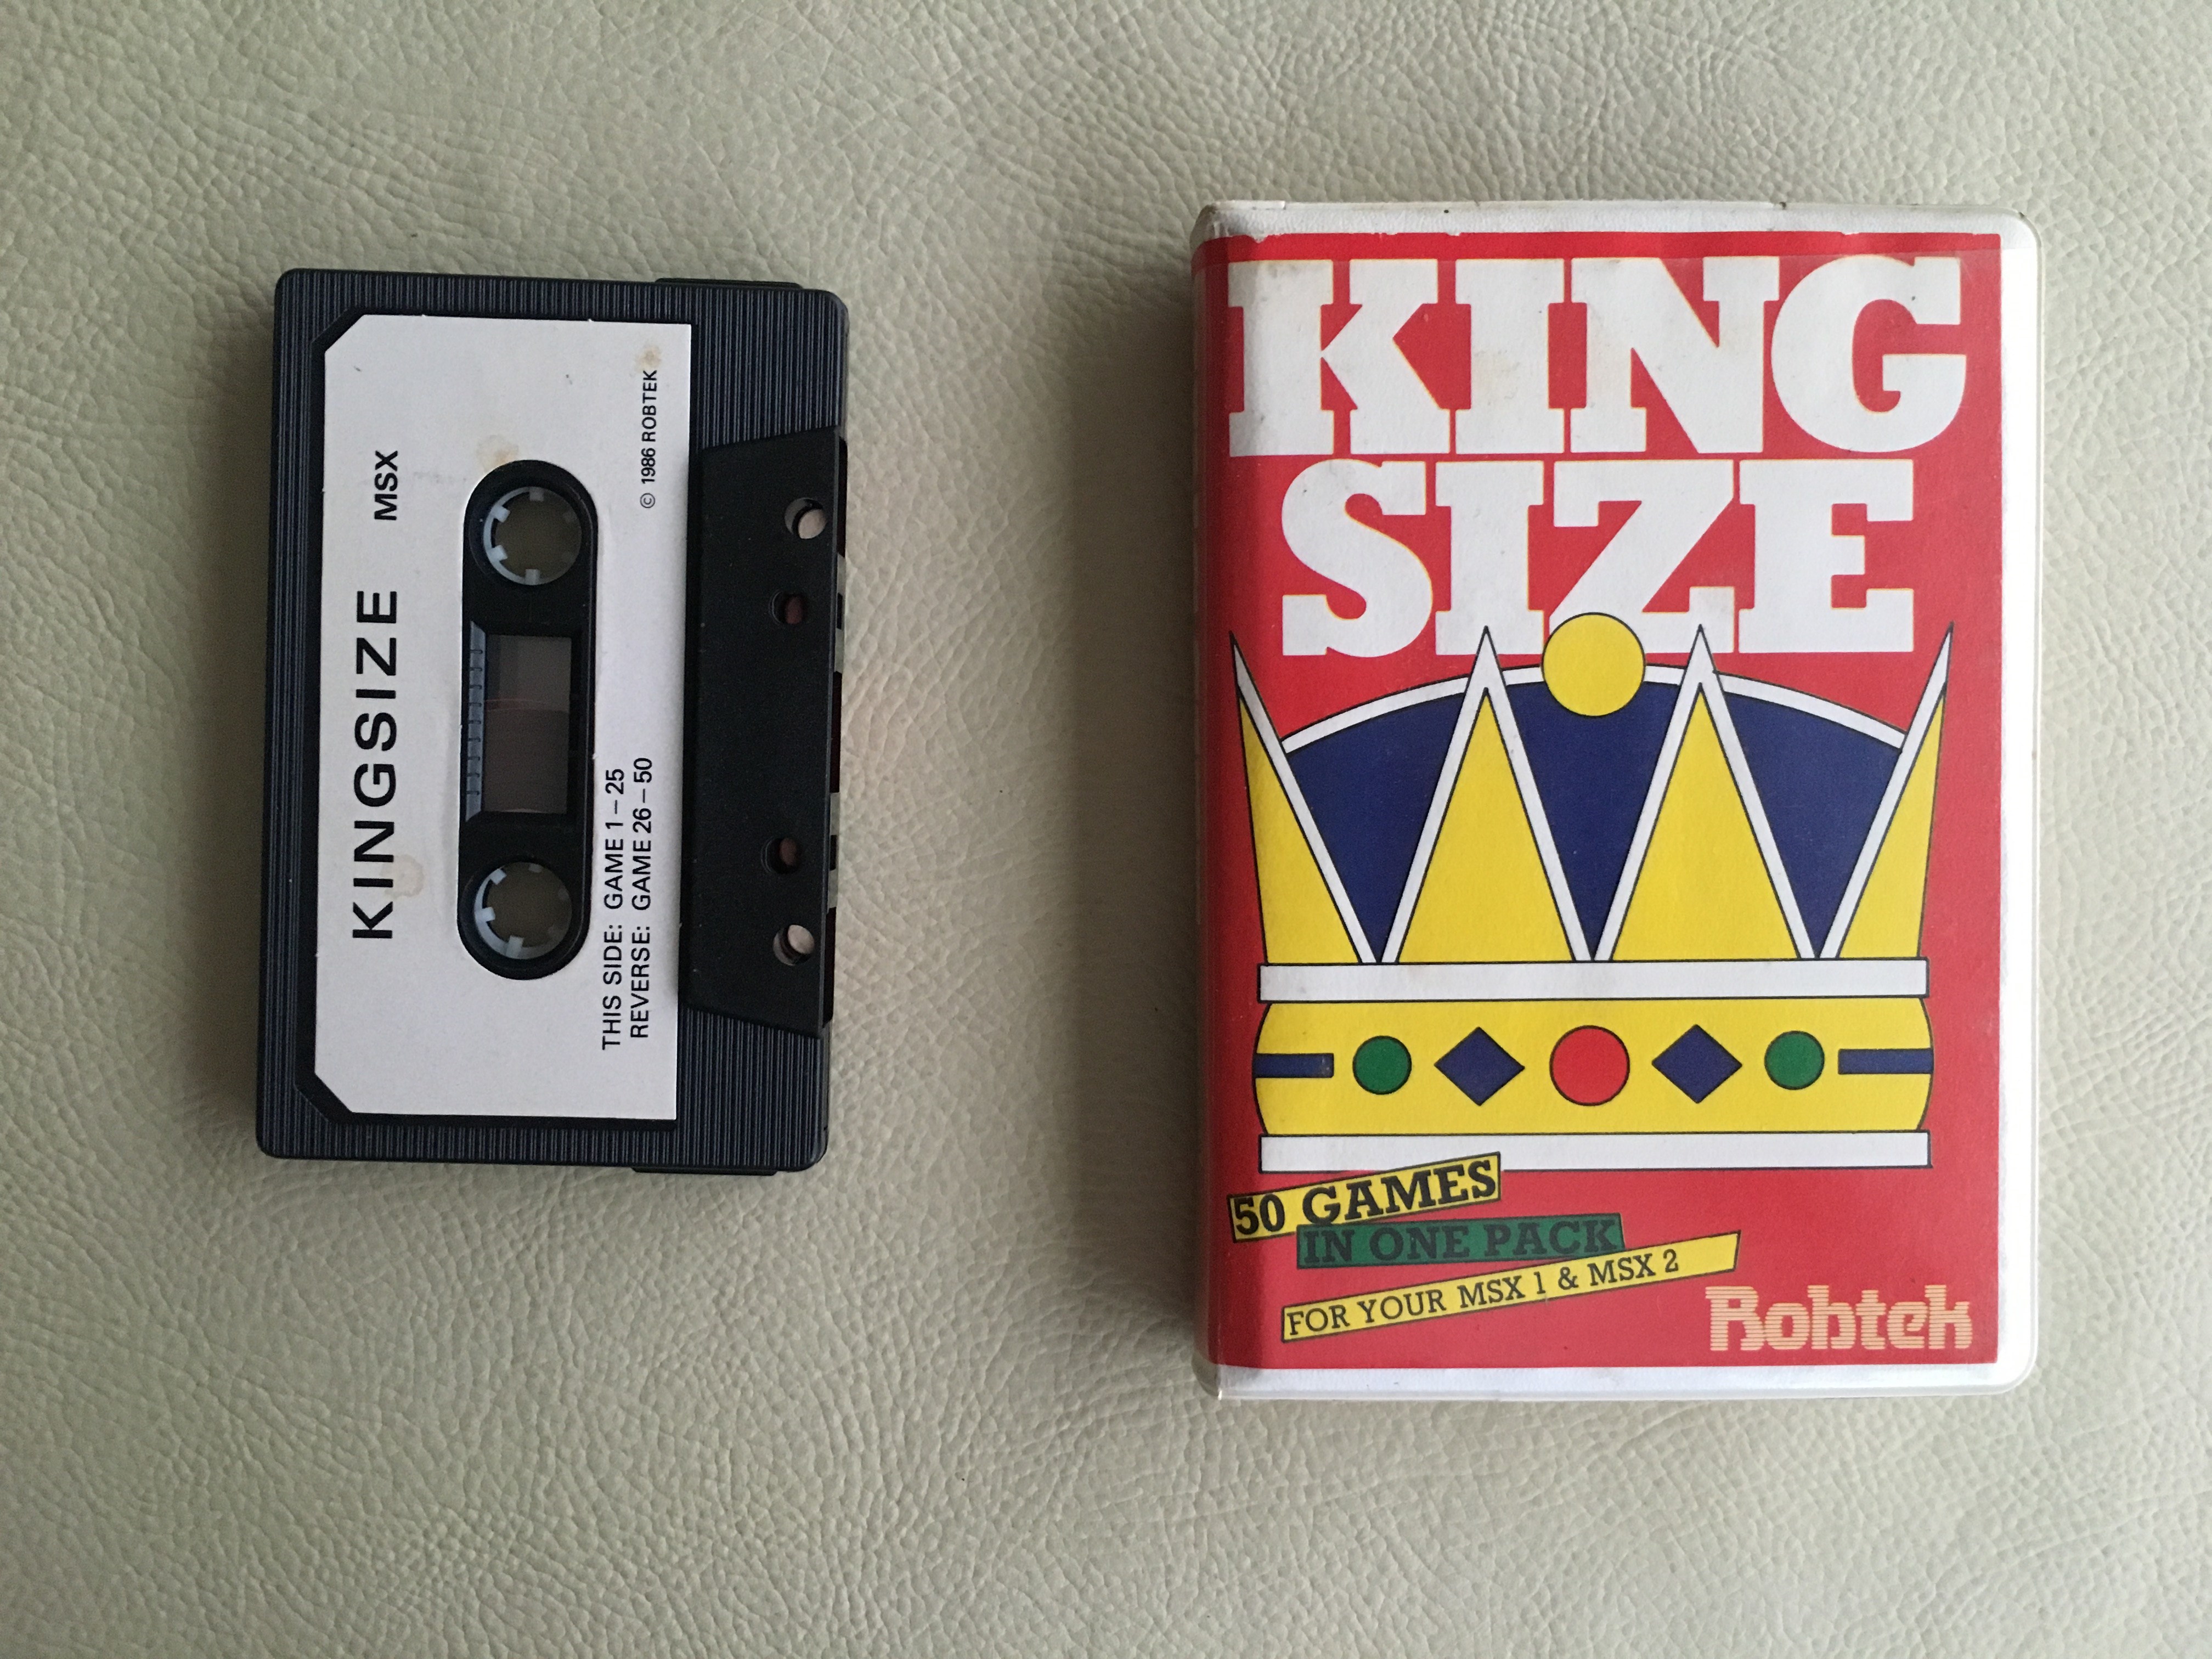 KINGSIZE MSX
THIS SIDE: GAME 1–25
REVERSE: GAME 26–50
© 1986 ROBTEK
KING
SIZE
50 GAMES
IN ONE PACK
FOR YOUR MSX 1 & MSX 2
Robtek